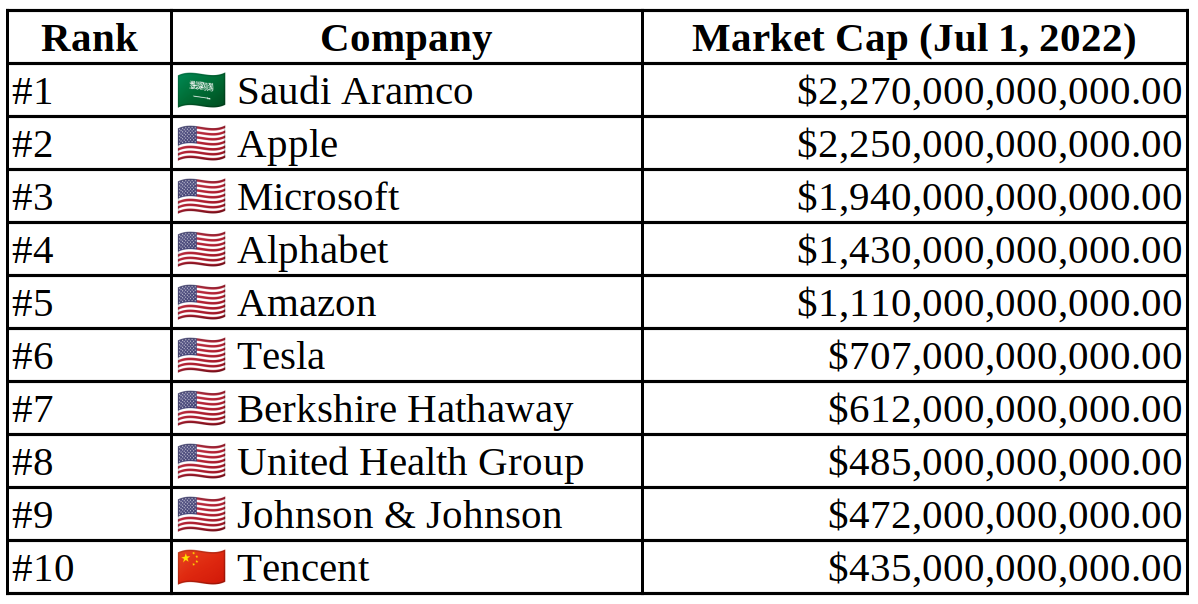 Rank Company Market Cap (Jul 1, 2022)
#1 🇸🇦 Saudi Aramco $2,270,000,000,000.00
#2 🇺🇸 Apple $2,250,000,000,000.00
#3 🇺🇸 Microsoft $1,940,000,000,000.00
#4 🇺🇸 Alphabet $1,430,000,000,000.00
#5 🇺🇸 Amazon $1,110,000,000,000.00
#6 🇺🇸 Tesla $707,000,000,000.00
#7 🇺🇸 Berkshire Hathaway $612,000,000,000.00
#8 🇺🇸 United Health Group $485,000,000,000.00
#9 🇺🇸 Johnson & Johnson $472,000,000,000.00
#10 🇨🇳 Tencent $435,000,000,000.00